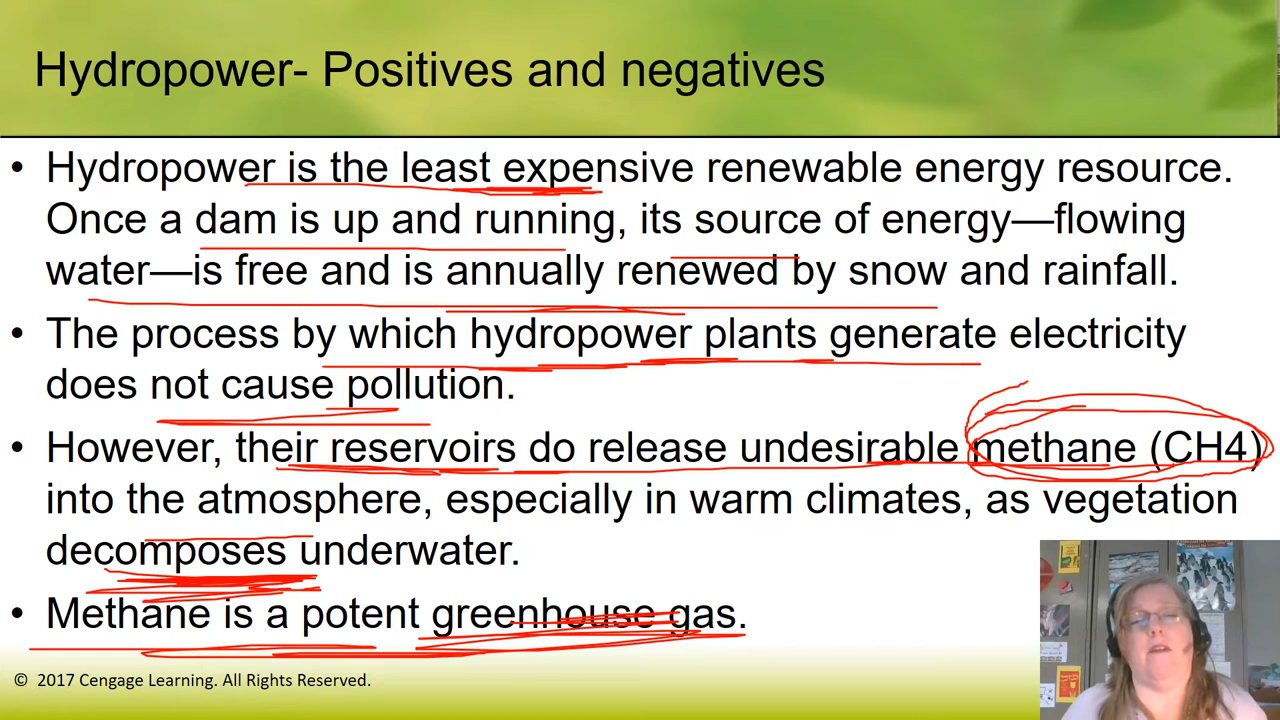 Hydropower- Positives and negatives
• Hydropower is the least expensive renewable energy resource.
Once a dam is up and running, its source of energy—flowing
water—is free and is annually renewed by snow and rainfall.
• The process by which hydropower plants generate electricity
does not cause pollution.
• However, their reservoirs do release undesirable methane (CH4)
into the atmosphere, especially in warm climates, as vegetation
decomposes underwater.
• Methane is a potent greenhouse gas.
© 2017 Cengage Learning. All Rights Reserved.